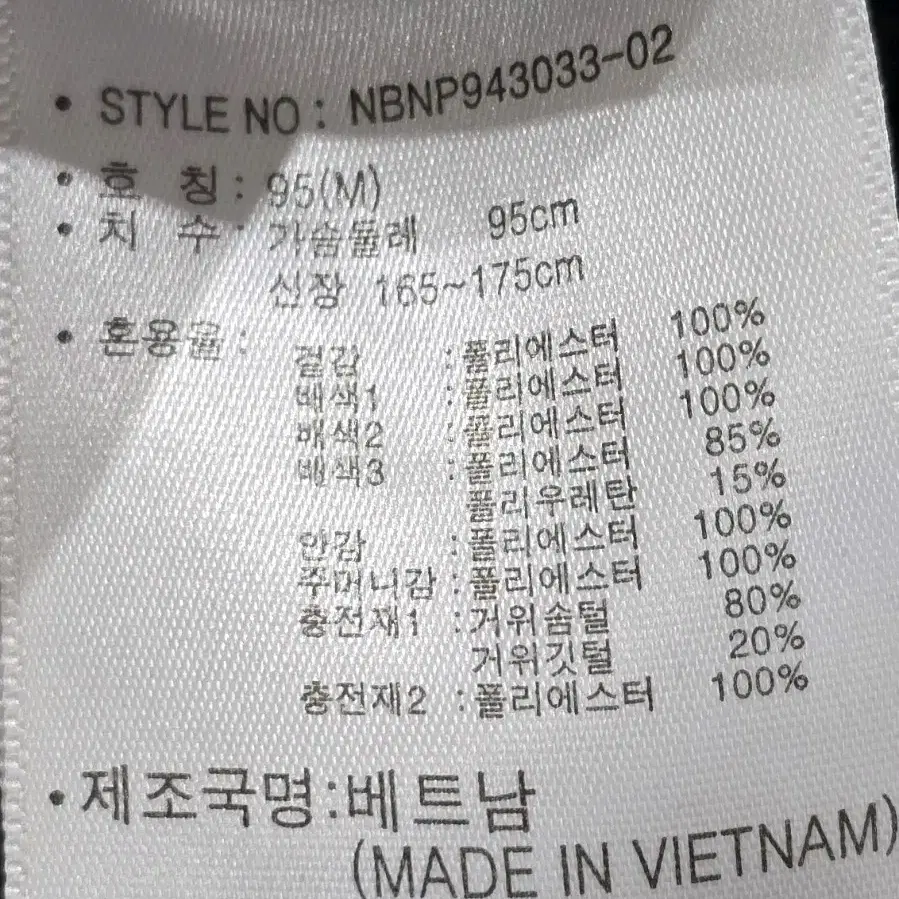 • STYLE NO : NBNP943033-02
• 호 칭 : 95(M)
• 치 수 : 가슴둘레 95cm
신장 165~175cm
• 혼용율 :
겉감 : 폴리에스터 100%
배색1 : 폴리에스터 100%
배색2 : 폴리에스터 100%
배색3 : 폴리에스터 85%
폴리우레탄 15%
안감 : 폴리에스터 100%
주머니감 : 폴리에스터 100%
충전재1 : 거위솜털 80%
거위깃털 20%
충전재2 : 폴리에스터 100%
• 제조국명:베트남
(MADE IN VIETNAM)